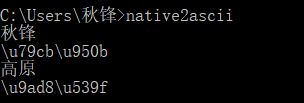 C:\Users\秋锋>native2ascii
秋锋
\u79cb\u950b
高原
\u9ad8\u539f